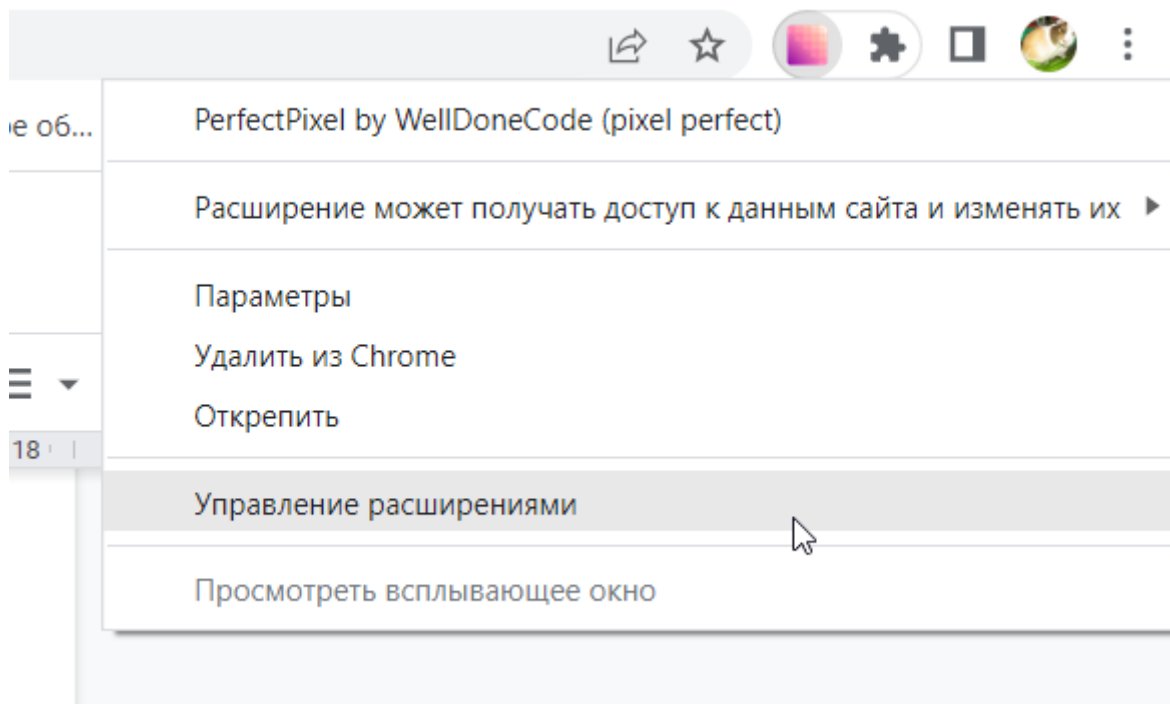 е об...
PerfectPixel by WellDoneCode (pixel perfect)
Расширение может получать доступ к данным сайта и изменять их
Параметры
Удалить из Chrome
Открепить
18
Управление расширениями
Просмотреть всплывающее окно